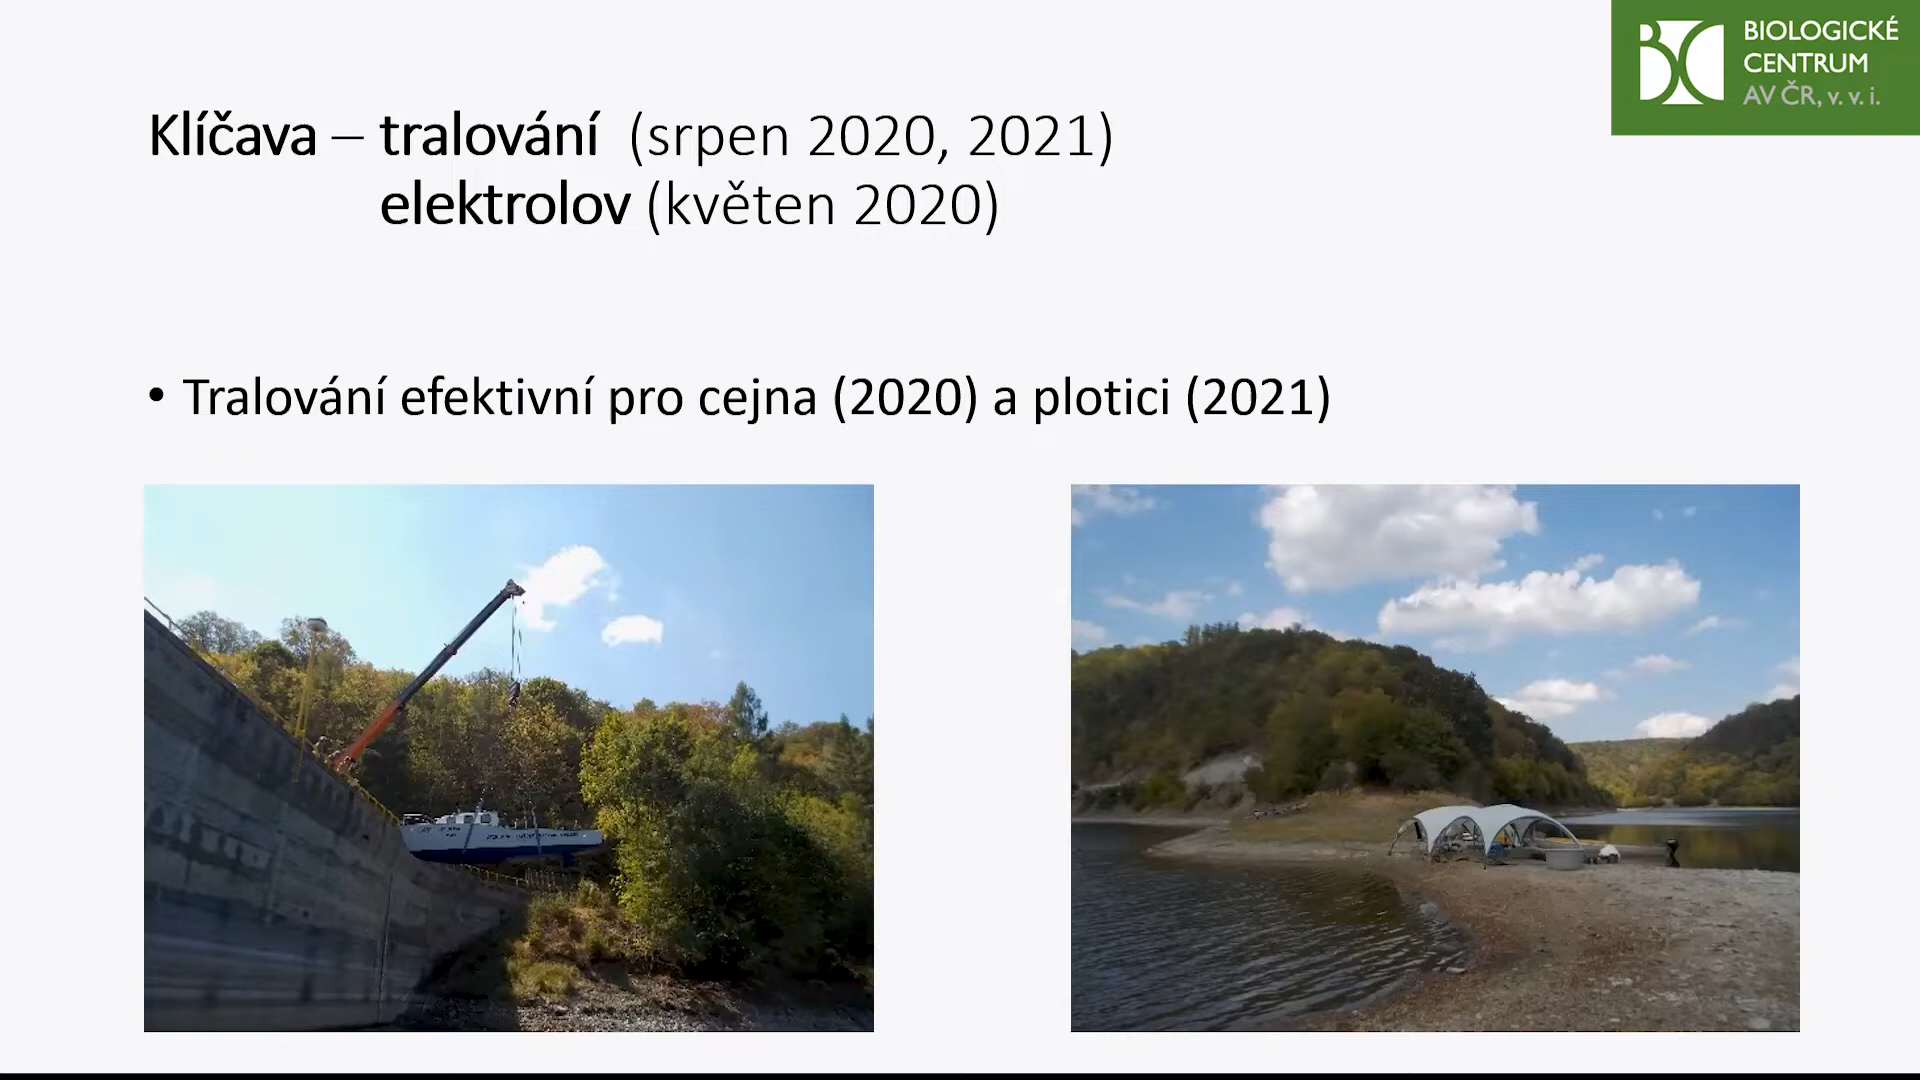 BIOLOGICKÉ
CENTRUM
AV ČR, v. v. i.
Klíčava – tralování (srpen 2020, 2021)
elektrolov (květen 2020)
• Tralování efektivní pro cejna (2020) a plotici (2021)